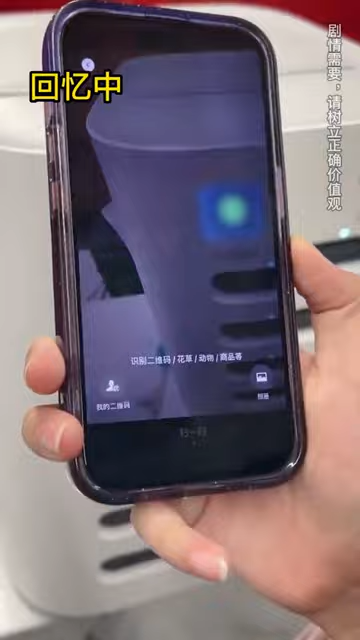 回忆中
剧情需要，请树立正确价值观
识别二维码 / 花草 / 动物 / 商品等
我的二维码
相册
扫一扫